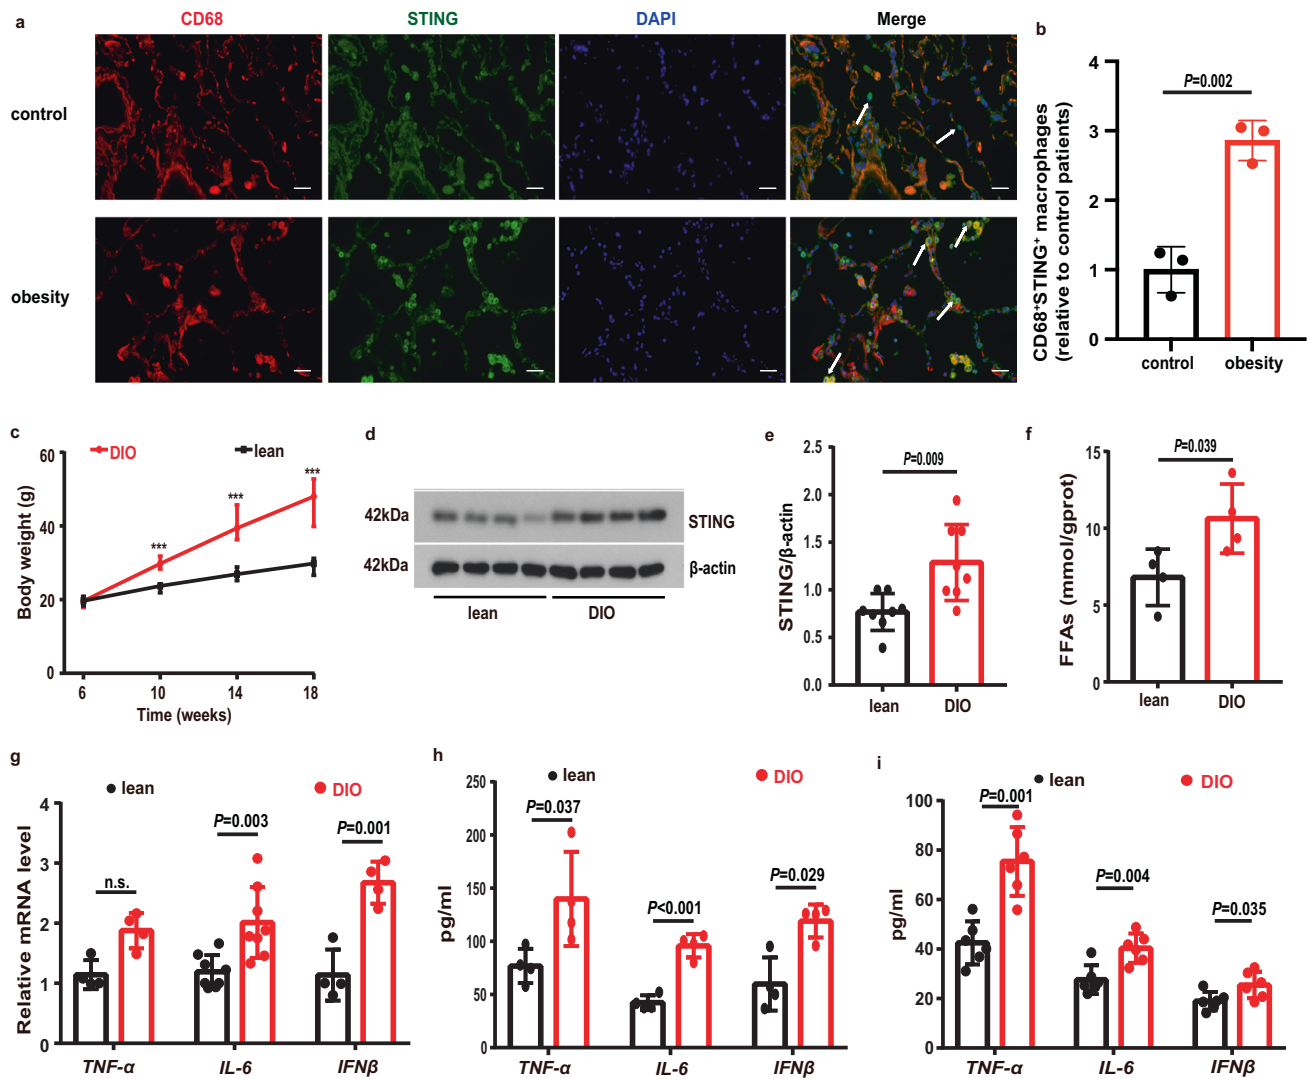 a
CD68
STING
DAPI
Merge
control
obesity
b
CD68⁺STING⁺ macrophages
(relative to control patients)
4
3
2
1
0
P=0.002
control
obesity
c
DIO
lean
Body weight (g)
60
40
20
0
***
***
***
6
10
14
18
Time (weeks)
d
42kDa
STING
42kDa
β-actin
lean
DIO
e
STING/β-actin
2.5
2.0
1.5
1.0
0.5
0.0
P=0.009
lean
DIO
f
FFAs (mmol/gprot)
15
10
5
0
P=0.039
lean
DIO
g
lean
DIO
Relative mRNA level
4
3
2
1
0
n.s.
P=0.003
P=0.001
TNF-α
IL-6
IFNβ
h
lean
DIO
pg/ml
250
200
150
100
50
0
P=0.037
P<0.001
P=0.029
TNF-α
IL-6
IFNβ
i
lean
DIO
pg/ml
100
80
60
40
20
0
P=0.001
P=0.004
P=0.035
TNF-α
IL-6
IFNβ